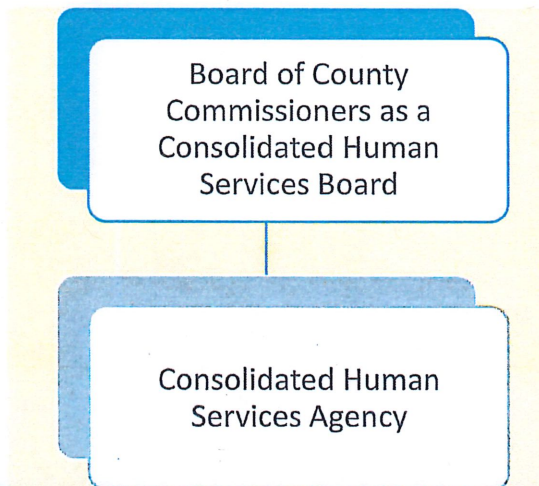 Board of County
Commissioners as a
Consolidated Human
Services Board
Consolidated Human
Services Agency